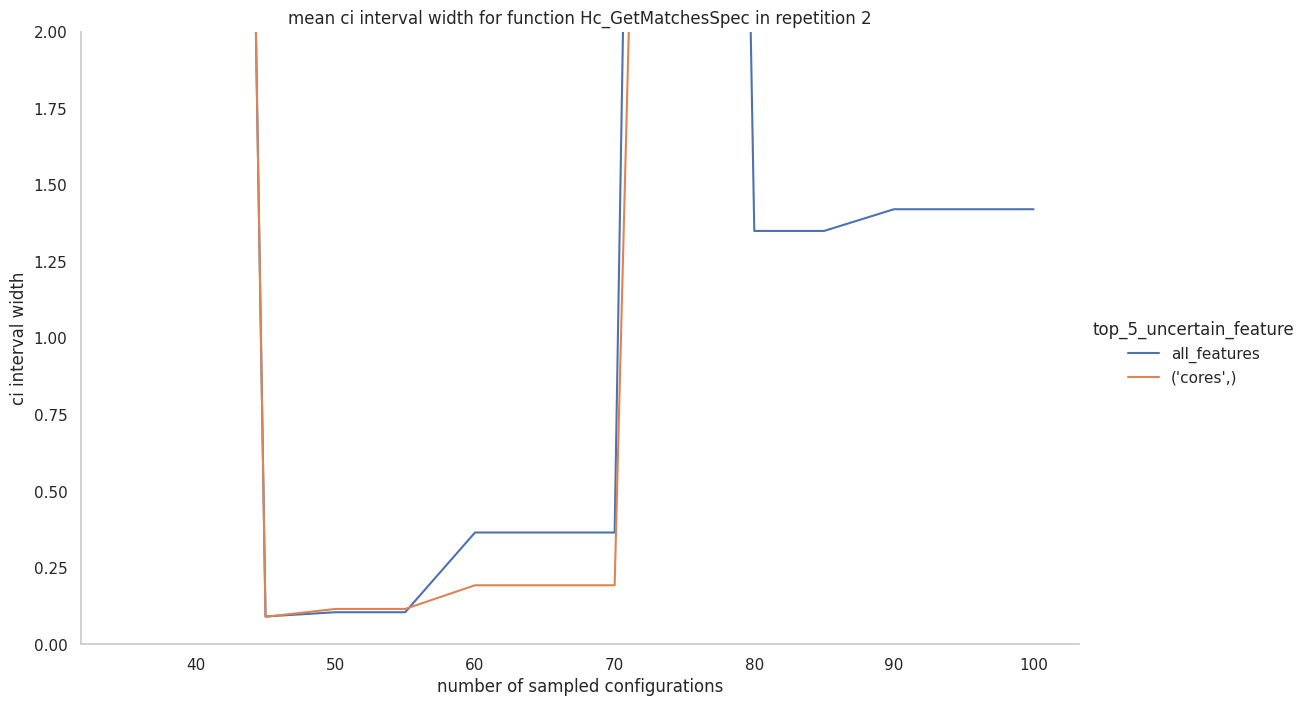 mean ci interval width for function Hc_GetMatchesSpec in repetition 2
2.00
1.75
1.50
1.25
1.00
0.75
0.50
0.25
0.00
ci interval width
40 50 60 70 80 90 100
number of sampled configurations
top_5_uncertain_feature
all_features
('cores',)